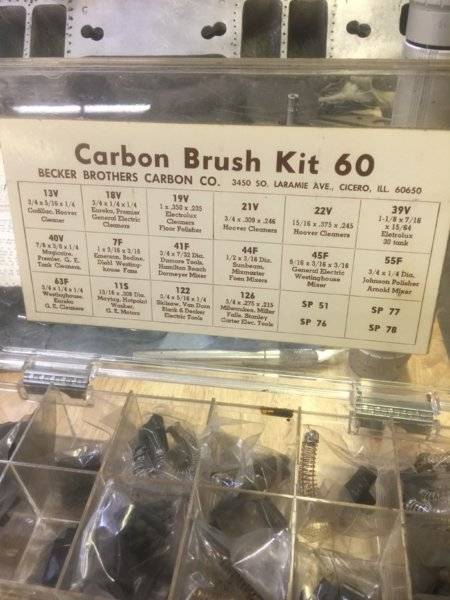 Carbon Brush Kit 60
BECKER BROTHERS CARBON CO. 3450 SO. LARAMIE AVE., CICERO, ILL. 60650
13V
3/4 x 5/16 x 1/4
Cadillac, Hoover
Cleaner
18V
3/4 x 1/4 x 1/4
Eureka, Premier
General Electric
Cleaners
19V
1 x .350 x .235
Electrolux
Cleaners
Floor Polisher
21V
3/4 x .309 x .246
Hoover Cleaners
22V
15/16 x .375 x .245
Hoover Cleaners
39V
1-1/8 x 7/16
x 15/64
Eletrolux
30 tank
40V
7/8 x 3/8 x 1/4
Magicaire,
Premier, G. E.
Tank Cleaners
7F
1 x 3/16 x 3/16
Emerson, Bodine,
Diehl Westing-
house Fans
41F
3/4 x 7/32 Dia.
Dumore Tools,
Hamilton Beach
Dormeyer Mixer
44F
1/2 x 3/16 Dia.
Sunbeam,
Mixmaster
Foen Mixers
45F
5/16 x 3/16 x 3/16
General Electric
Westinghouse
Mixer
55F
3/4 x 1/4 Dia.
Johnson Polisher
Arnold Mixer
63F
3/4 x 1/4 x 1/4
Westinghouse,
Eureka
G. E. Cleaners
11S
15/16 x .309 Dia.
Maytag, Hotpoint
Washer,
G. E. Motors
122
3/4 x 5/16 x 1/4
Skilsaw, Van Dorn
Black & Decker
Electric Tools
126
3/4 x .275 x .215
Milwaukee, Miller
Falls, Stanley
Carter Elec. Tools
SP 51
SP 76
SP 77
SP 78